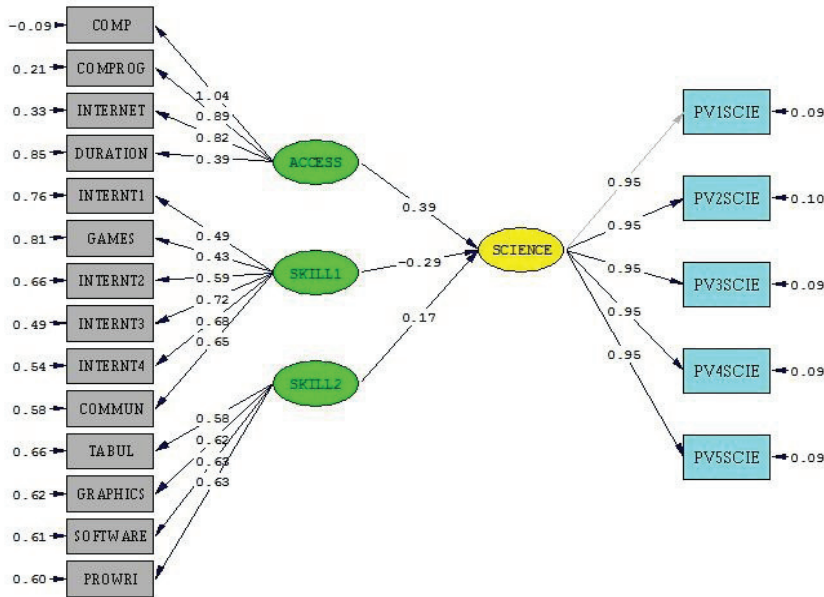 -0.09 COMP
0.21 COMPROG
0.33 INTERNET
0.85 DURATION
0.76 INTERNT1
0.81 GAMES
0.66 INTERNT2
0.49 INTERNT3
0.54 INTERNT4
0.58 COMMUN
0.66 TABUL
0.62 GRAPHICS
0.61 SOFTWARE
0.60 PROWRI
1.04
0.89
0.82
0.39
ACCESS
0.49
0.43
0.59
0.72
0.68
0.65
SKILL1
0.58
0.62
0.63
0.63
SKILL2
0.39
-0.29
0.17
SCIENCE
0.95
0.95
0.95
0.95
0.95
PV1SCIE 0.09
PV2SCIE 0.10
PV3SCIE 0.09
PV4SCIE 0.09
PV5SCIE 0.09